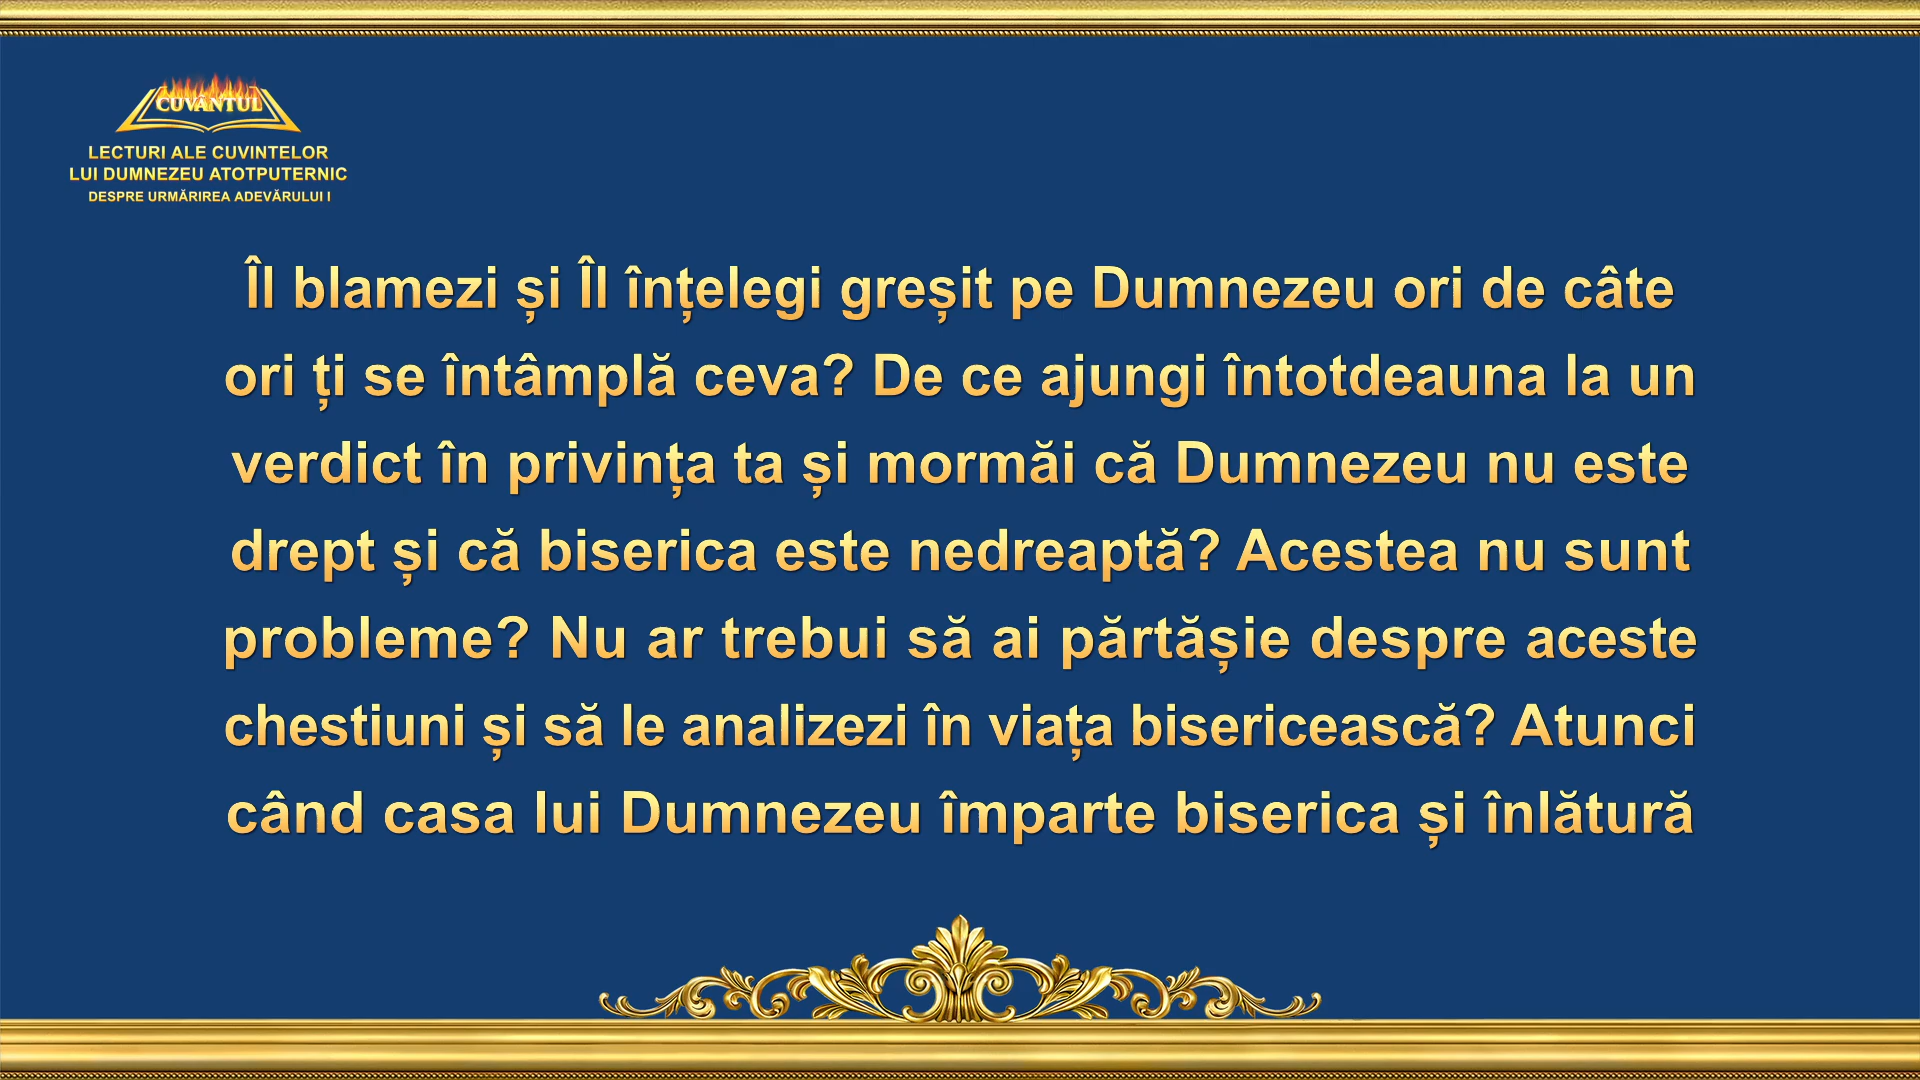 CUVÂNTUL
LECTURI ALE CUVINTELOR
LUI DUMNEZEU ATOTPUTERNIC
DESPRE URMĂRIREA ADEVĂRULUI I
Îl blamezi și Îl înțelegi greșit pe Dumnezeu ori de câte
ori ți se întâmplă ceva? De ce ajungi întotdeauna la un
verdict în privința ta și mormăi că Dumnezeu nu este
drept și că biserica este nedreaptă? Acestea nu sunt
probleme? Nu ar trebui să ai părtășie despre aceste
chestiuni și să le analizezi în viața bisericească? Atunci
când casa lui Dumnezeu împarte biserica și înlătură